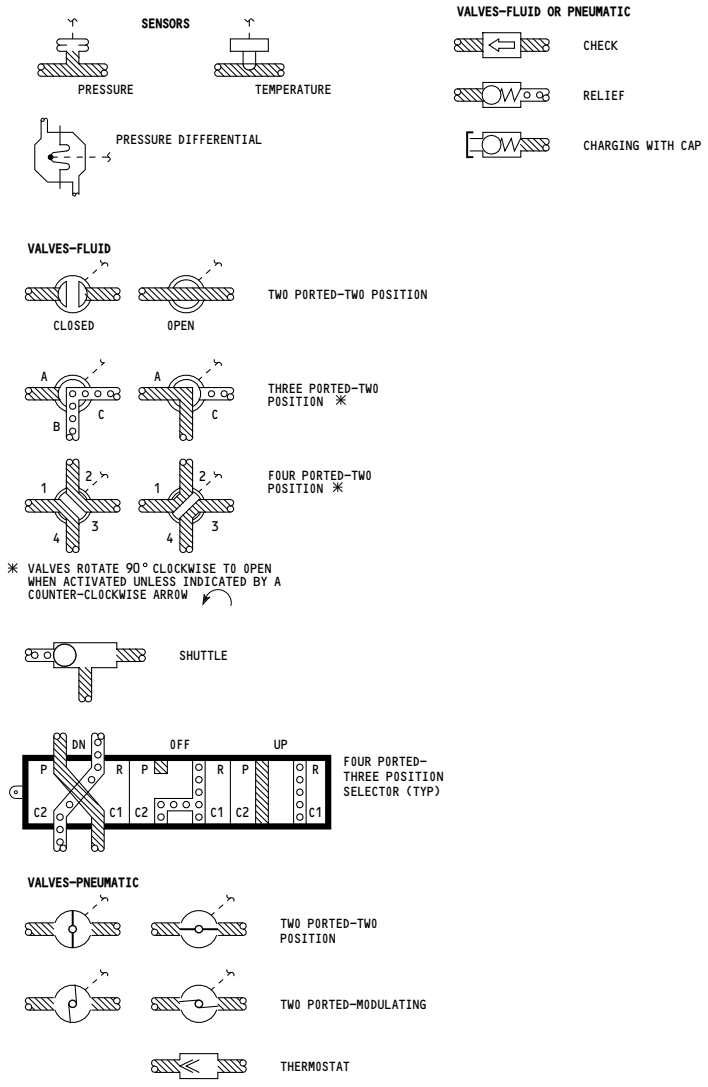 SENSORS
PRESSURE
TEMPERATURE
PRESSURE DIFFERENTIAL
VALVES-FLUID OR PNEUMATIC
CHECK
RELIEF
CHARGING WITH CAP
VALVES-FLUID
CLOSED
OPEN
TWO PORTED-TWO POSITION
A
B
C
A
C
THREE PORTED-TWO
POSITION ✳
1
2
3
4
1
2
3
4
FOUR PORTED-TWO
POSITION ✳
✳ VALVES ROTATE 90° CLOCKWISE TO OPEN
WHEN ACTIVATED UNLESS INDICATED BY A
COUNTER-CLOCKWISE ARROW
SHUTTLE
DN OFF UP
P R P R P R
C2 C1 C2 C1 C2 C1
FOUR PORTED-
THREE POSITION
SELECTOR (TYP)
VALVES-PNEUMATIC
TWO PORTED-TWO
POSITION
TWO PORTED-MODULATING
THERMOSTAT